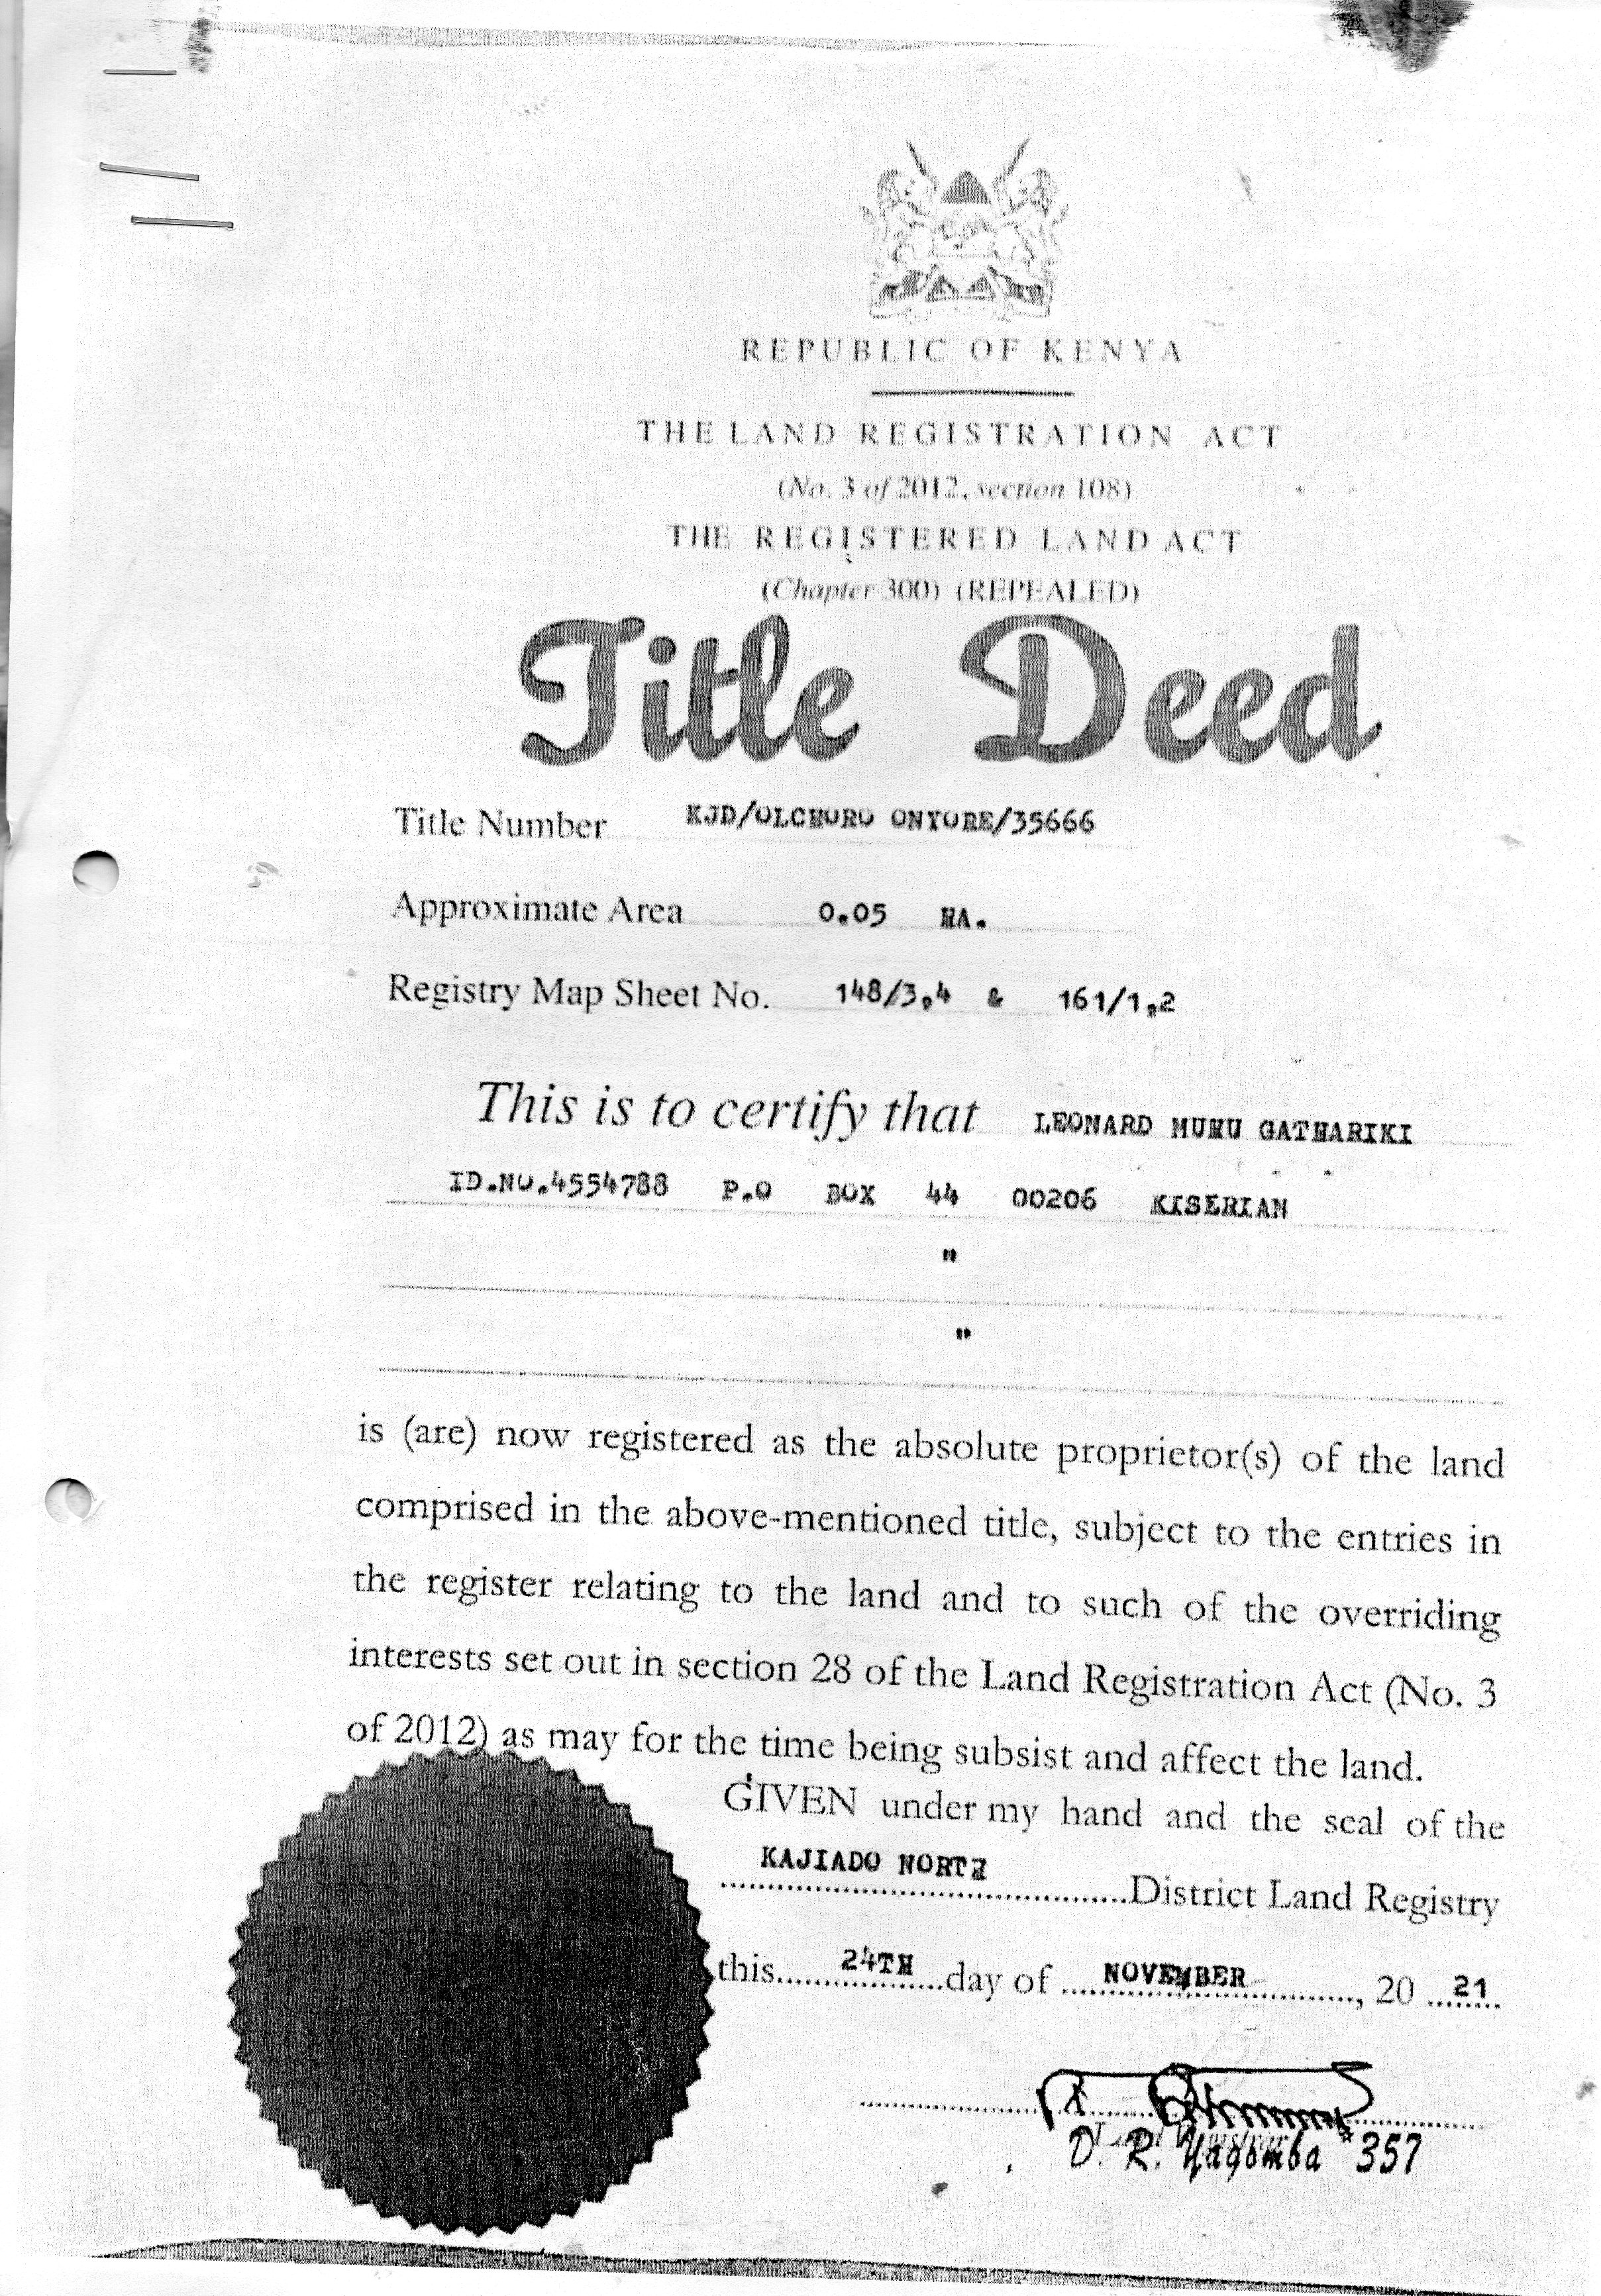 REPUBLIC OF KENYA
THE LAND REGISTRATION ACT
(No. 3 of 2012, section 108)
THE REGISTERED LAND ACT
(Chapter 300) (REPEALED)
Title Deed
Title Number KJD/OLCHORO ONYORE/35666
Approximate Area 0.05 HA.
Registry Map Sheet No. 148/3,4 & 161/1,2
This is to certify that LEONARD MUHU GATHARIKI
ID.NO.4554788 P.O BOX 44 00206 KISERIAN
"
"
is (are) now registered as the absolute proprietor(s) of the land
comprised in the above-mentioned title, subject to the entries in
the register relating to the land and to such of the overriding
interests set out in section 28 of the Land Registration Act (No. 3
of 2012) as may for the time being subsist and affect the land.
GIVEN under my hand and the seal of the
KAJIADO NORTH District Land Registry
this 24TH day of NOVEMBER, 20 21
D. R. 357